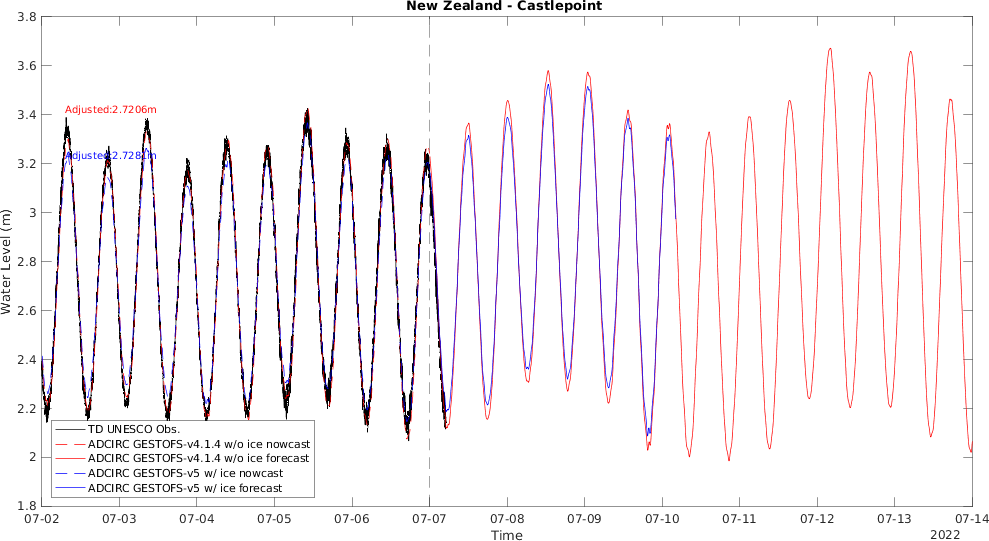 New Zealand - Castlepoint
3.8
3.6
3.4
3.2
3
2.8
2.6
2.4
2.2
2
1.8
Water Level (m)
Adjusted:2.7206m
Adjusted:2.7281m
TD UNESCO Obs.
ADCIRC GESTOFS-v4.1.4 w/o ice nowcast
ADCIRC GESTOFS-v4.1.4 w/o ice forecast
ADCIRC GESTOFS-v5 w/ ice nowcast
ADCIRC GESTOFS-v5 w/ ice forecast
07-02 07-03 07-04 07-05 07-06 07-07 07-08 07-09 07-10 07-11 07-12 07-13 07-14
Time
2022